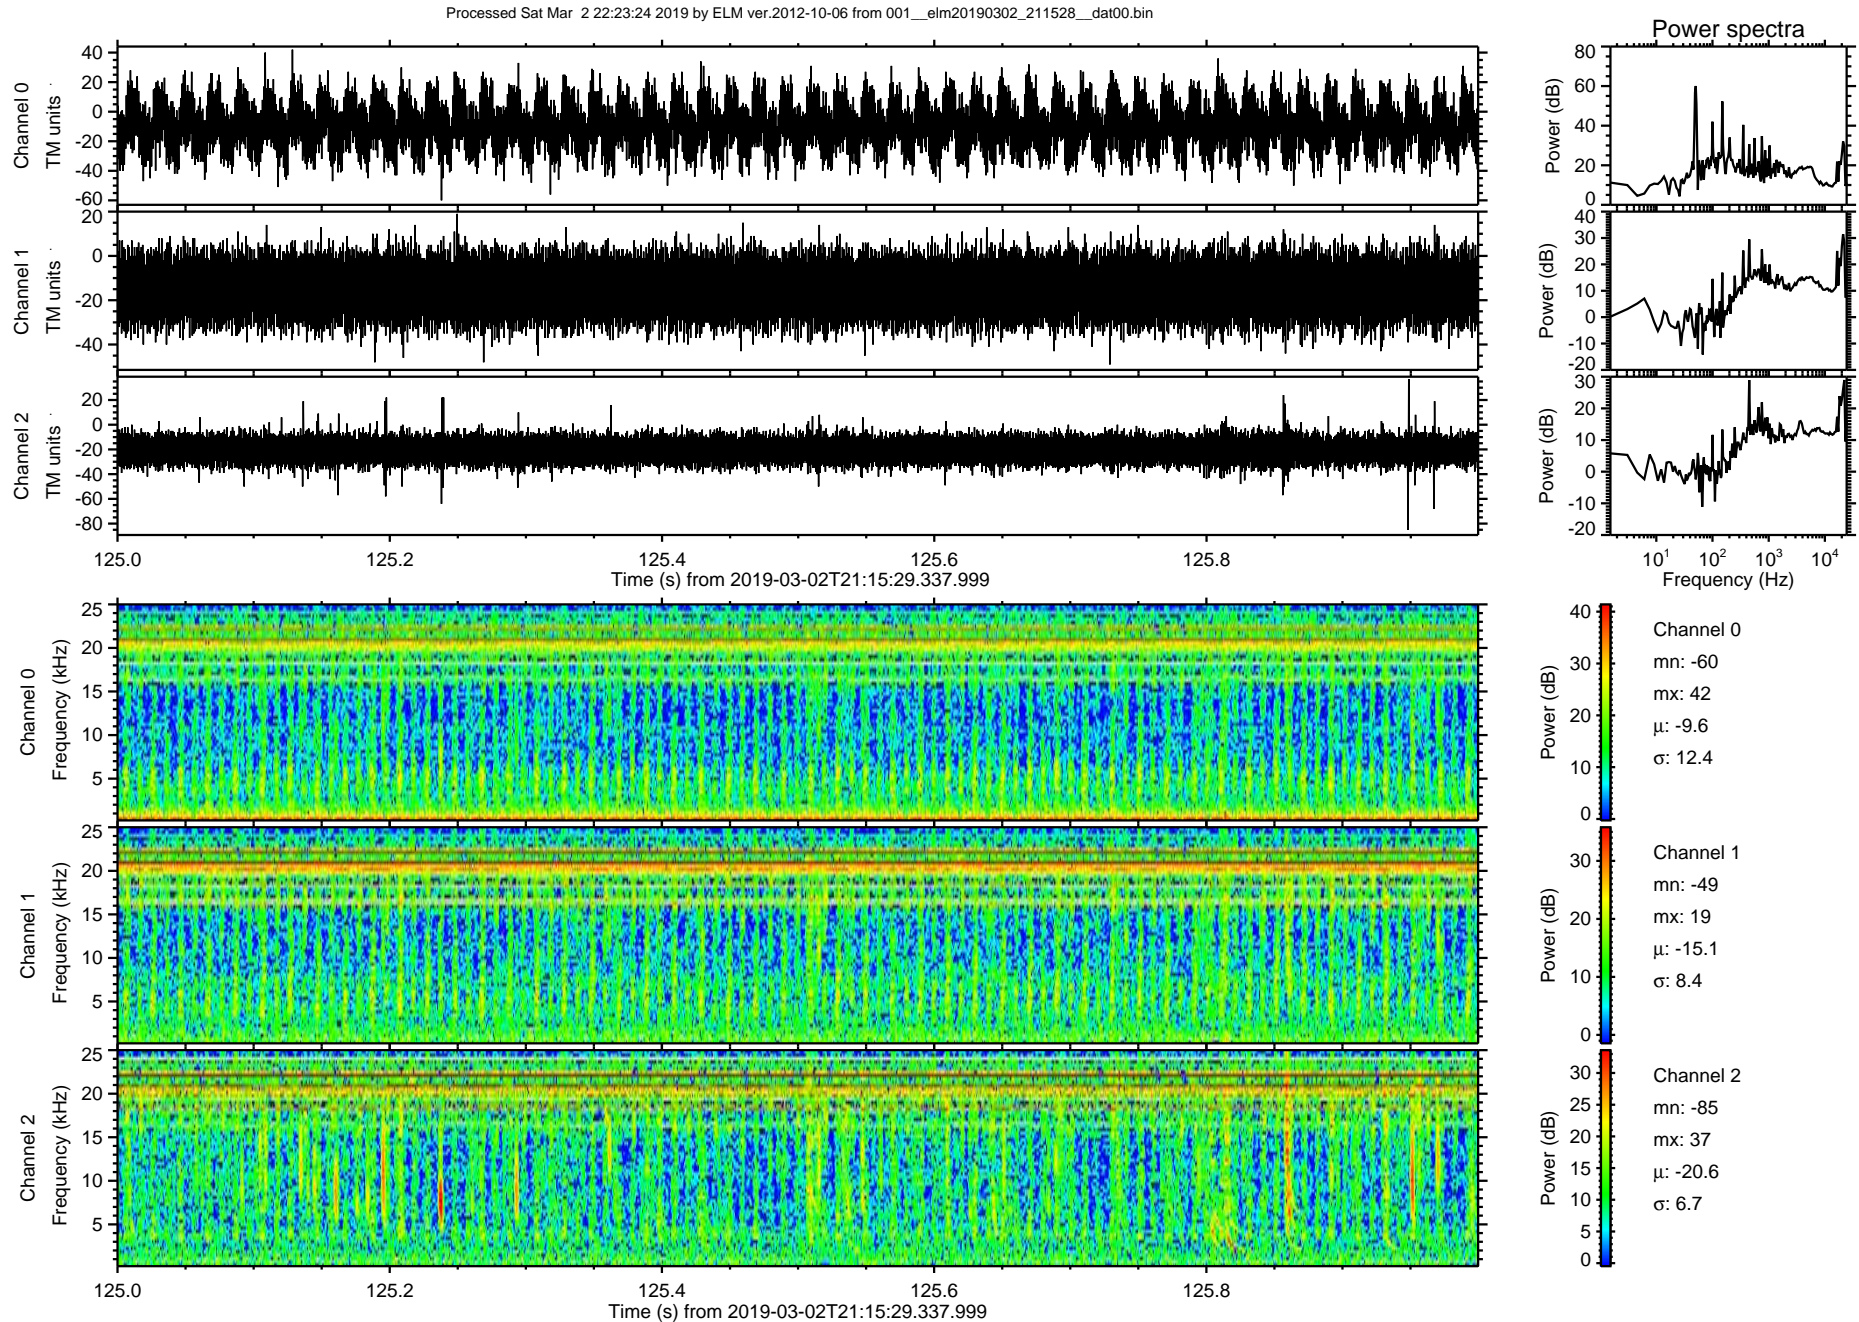 Processed Sat Mar  2 22:23:24 2019 by ELM ver.2012-10-06 from 001__elm20190302_211528__dat00.bin
Power spectra
Channel 0
TM units
40
20
0
-20
-40
-60
Power (dB)
80
60
40
20
0
Channel 1
TM units
20
0
-20
-40
Power (dB)
40
30
20
10
0
-10
-20
Channel 2
TM units
20
0
-20
-40
-60
-80
Power (dB)
30
20
10
0
-10
-20
125.0 125.2 125.4 125.6 125.8
Time (s) from 2019-03-02T21:15:29.337.999
10^1 10^2 10^3 10^4
Frequency (Hz)
Channel 0
Frequency (kHz)
25
20
15
10
5
Power (dB)
40
30
20
10
0
Channel 0
mn: -60
mx: 42
μ: -9.6
σ: 12.4
Channel 1
Frequency (kHz)
25
20
15
10
5
Power (dB)
30
20
10
0
Channel 1
mn: -49
mx: 19
μ: -15.1
σ: 8.4
Channel 2
Frequency (kHz)
25
20
15
10
5
Power (dB)
30
25
20
15
10
5
0
Channel 2
mn: -85
mx: 37
μ: -20.6
σ: 6.7
125.0 125.2 125.4 125.6 125.8
Time (s) from 2019-03-02T21:15:29.337.999